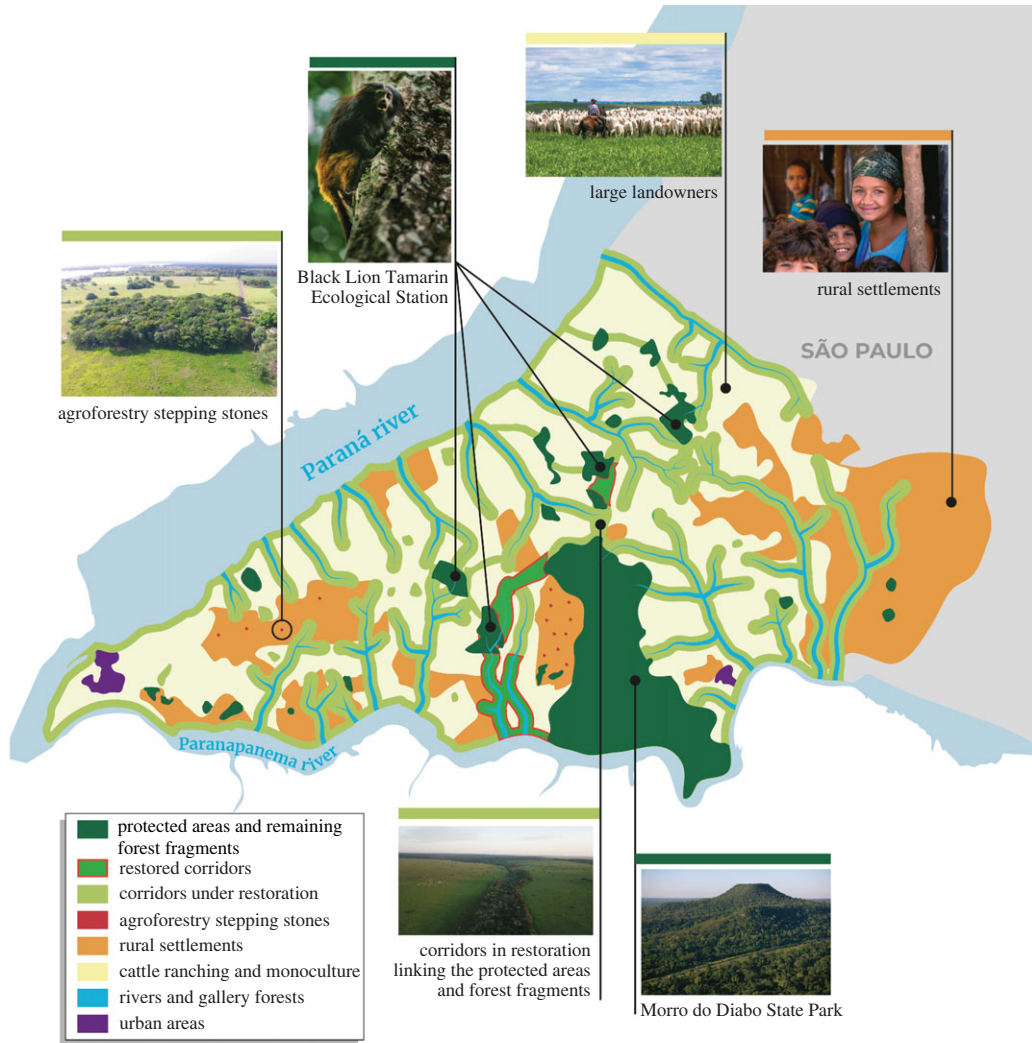 large landowners
Black Lion Tamarin
Ecological Station
rural settlements
SÃO PAULO
agroforestry stepping stones
Paraná river
Paranapanema river
protected areas and remaining
forest fragments
restored corridors
corridors under restoration
agroforestry stepping stones
rural settlements
cattle ranching and monoculture
rivers and gallery forests
urban areas
corridors in restoration
linking the protected areas
and forest fragments
Morro do Diabo State Park